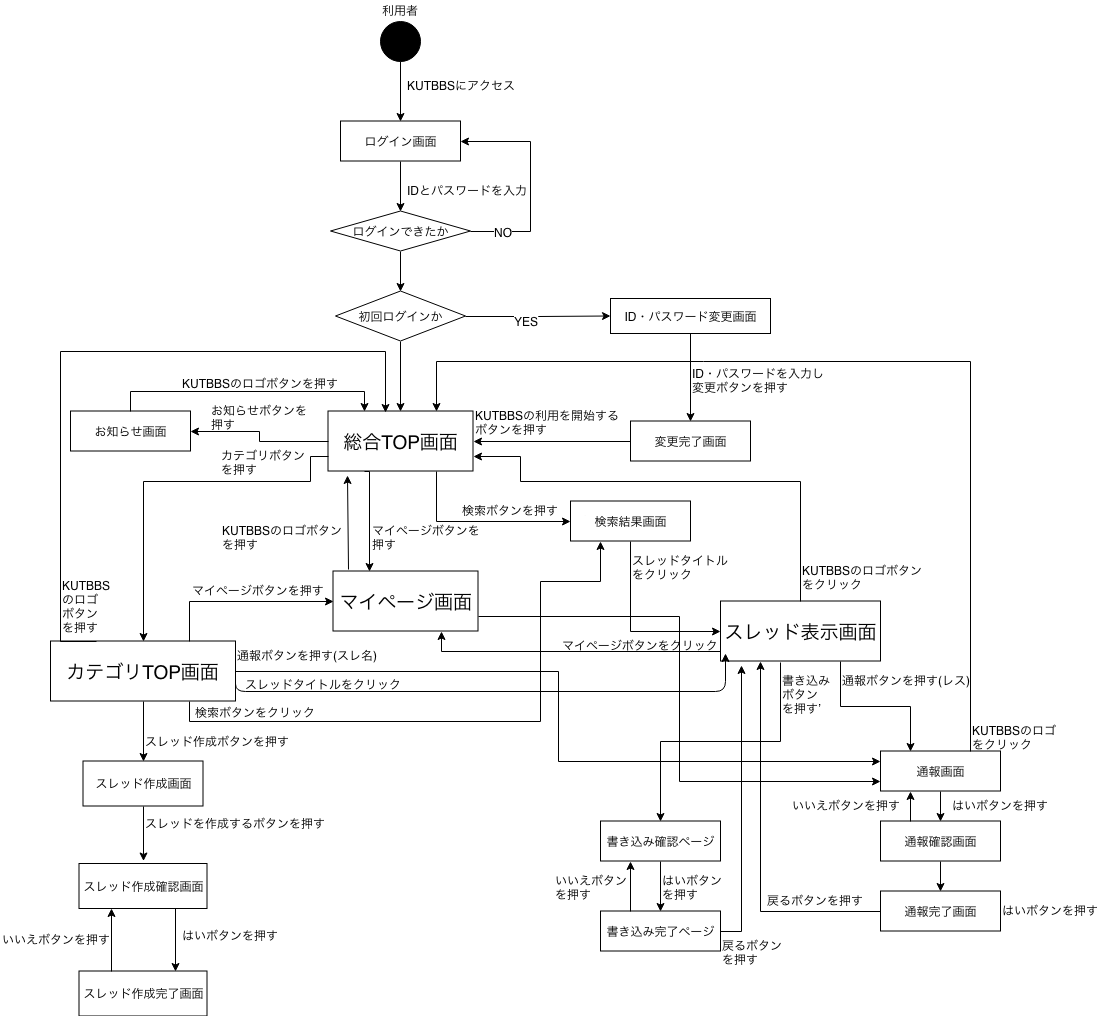 利用者
KUTBBSにアクセス
ログイン画面
IDとパスワードを入力
ログインできたか
NO
初回ログインか
YES
ID・パスワード変更画面
ID・パスワードを入力し
変更ボタンを押す
KUTBBSのロゴボタンを押す
お知らせ画面
お知らせボタンを
押す
総合TOP画面
KUTBBSの利用を開始する
ボタンを押す
変更完了画面
カテゴリボタン
を押す
検索ボタンを押す
検索結果画面
KUTBBSのロゴボタン
を押す
マイページボタンを
押す
スレッドタイトル
をクリック
KUTBBSのロゴボタン
をクリック
KUTBBS
のロゴ
ボタン
を押す
マイページボタンを押す
マイページ画面
スレッド表示画面
マイページボタンをクリック
カテゴリTOP画面
通報ボタンを押す(スレ名)
スレッドタイトルをクリック
検索ボタンをクリック
書き込み
ボタン
を押す’
通報ボタンを押す(レス)
KUTBBSのロゴ
をクリック
スレッド作成ボタンを押す
スレッド作成画面
通報画面
いいえボタンを押す
はいボタンを押す
スレッドを作成するボタンを押す
書き込み確認ページ
通報確認画面
スレッド作成確認画面
いいえボタン
を押す
はいボタン
を押す
戻るボタンを押す
通報完了画面
はいボタンを押す
書き込み完了ページ
戻るボタン
を押す
いいえボタンを押す
はいボタンを押す
スレッド作成完了画面